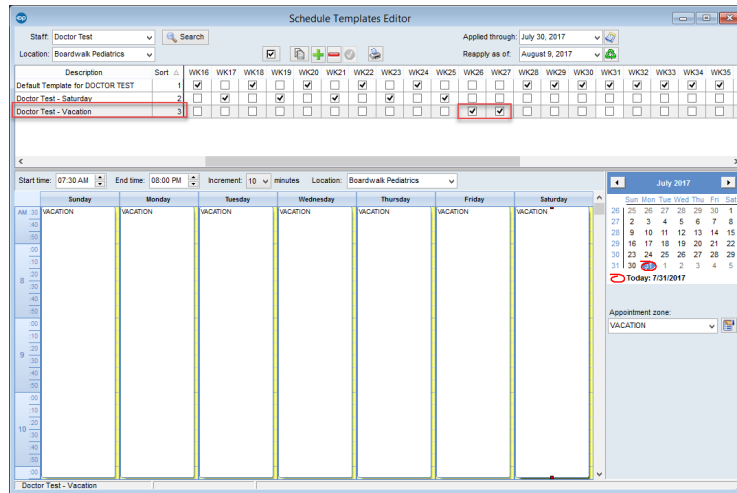 eop Schedule Templates Editor
Staff: Doctor Test Search Applied through: July 30, 2017
Location: Boardwalk Pediatrics Reapply as of: August 9, 2017
Description Sort WK16 WK17 WK18 WK19 WK20 WK21 WK22 WK23 WK24 WK25 WK26 WK27 WK28 WK29 WK30 WK31 WK32 WK33 WK34 WK35
Default Template for DOCTOR TEST 1
Doctor Test - Saturday 2
Doctor Test - Vacation 3
Start time: 07:30 AM End time: 08:00 PM Increment: 10 minutes Location: Boardwalk Pediatrics
Sunday Monday Tuesday Wednesday Thursday Friday Saturday
AM :30 VACATION VACATION VACATION VACATION VACATION VACATION VACATION
:40
:50
8
:00
:10
:20
:30
:40
:50
9
:00
:10
:20
:30
:40
:50
10
:00
:10
:20
:30
:40
:50
:00
July 2017
Sun Mon Tue Wed Thu Fri Sat
26 25 26 27 28 29 30 1
27 2 3 4 5 6 7 8
28 9 10 11 12 13 14 15
29 16 17 18 19 20 21 22
30 23 24 25 26 27 28 29
31 30 31 1 2 3 4 5
Today: 7/31/2017
Appointment zone:
VACATION
Doctor Test - Vacation